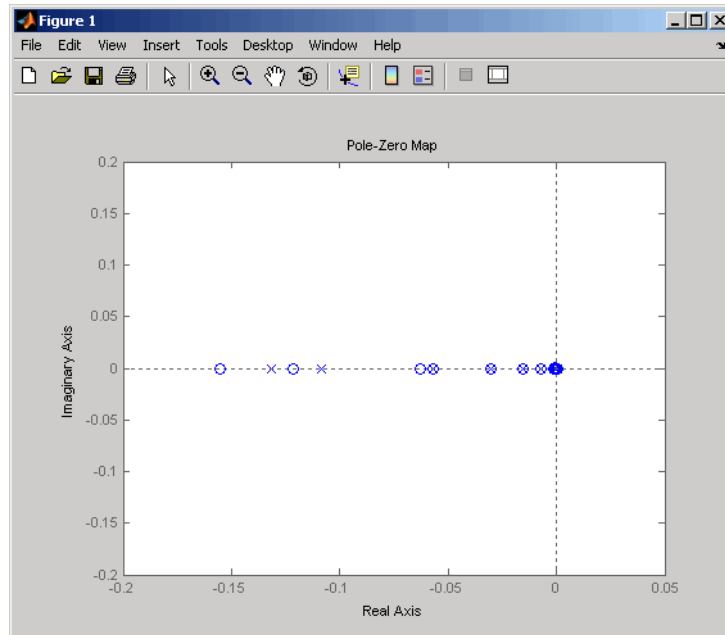 Figure 1
File Edit View Insert Tools Desktop Window Help
Pole-Zero Map
0.2
0.15
0.1
0.05
0
-0.05
-0.1
-0.15
-0.2
Imaginary Axis
-0.2 -0.15 -0.1 -0.05 0 0.05
Real Axis